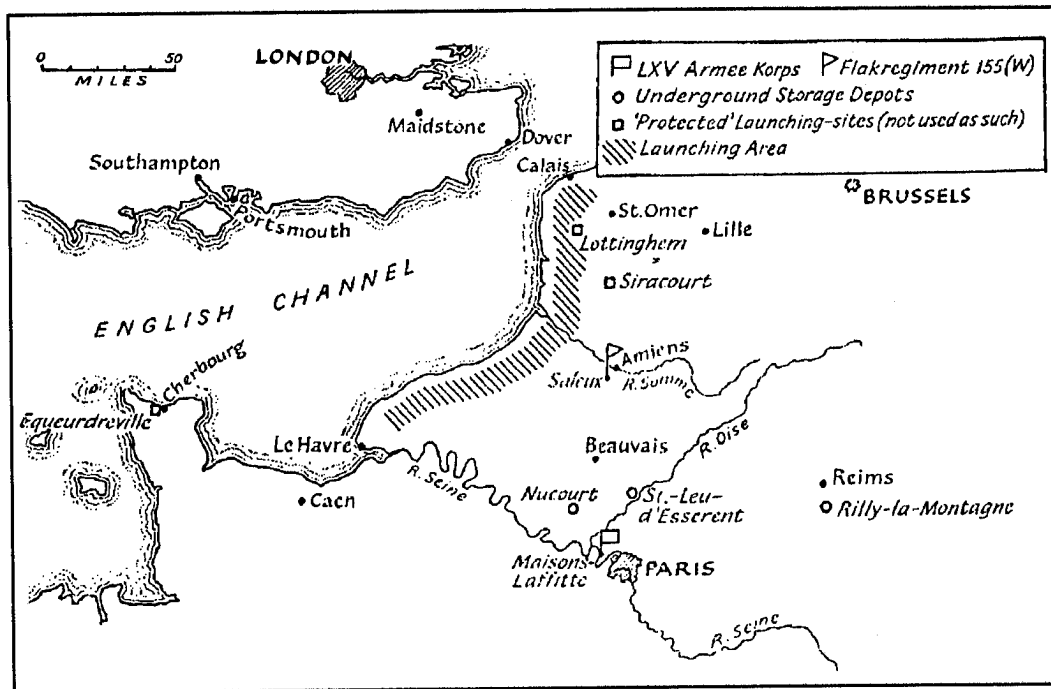 0 50
MILES
LONDON
Maidstone
Dover
Southampton
Portsmouth
Calais
LXV Armee Korps
Flakregiment 155(W)
Underground Storage Depots
'Protected' Launching-sites (not used as such)
Launching Area
BRUSSELS
St.Omer
Lille
Lottinghem
Siracourt
ENGLISH CHANNEL
Cherbourg
Equeurdreville
Amiens
Saleux
R.Somme
Le Havre
Caen
R. Seine
Beauvais
R.Oise
Nucourt
St.-Leu-
d'Esserent
Reims
Rilly-la-Montagne
Maisons-
Laffitte
PARIS
R. Seine